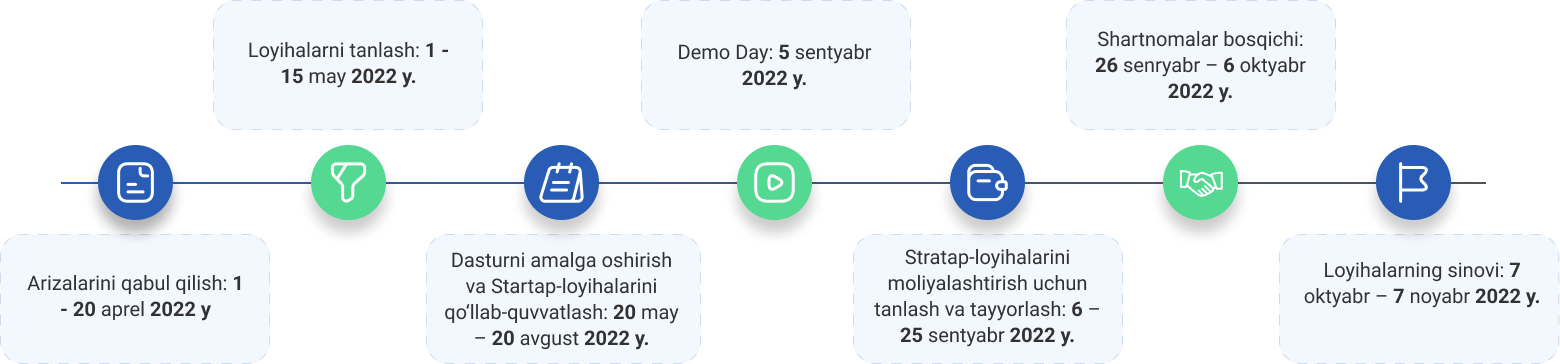 Loyihalarni tanlash: 1 -
15 may 2022 y.
Demo Day: 5 sentyabr
2022 y.
Shartnomalar bosqichi:
26 senryabr – 6 oktyabr
2022 y.
Arizalarini qabul qilish: 1
- 20 aprel 2022 y
Dasturni amalga oshirish
va Startap-loyihalarini
qo‘llab-quvvatlash: 20 may
– 20 avgust 2022 y.
Stratap-loyihalarini
moliyalashtirish uchun
tanlash va tayyorlash: 6 –
25 sentyabr 2022 y.
Loyihalarning sinovi: 7
oktyabr – 7 noyabr 2022 y.